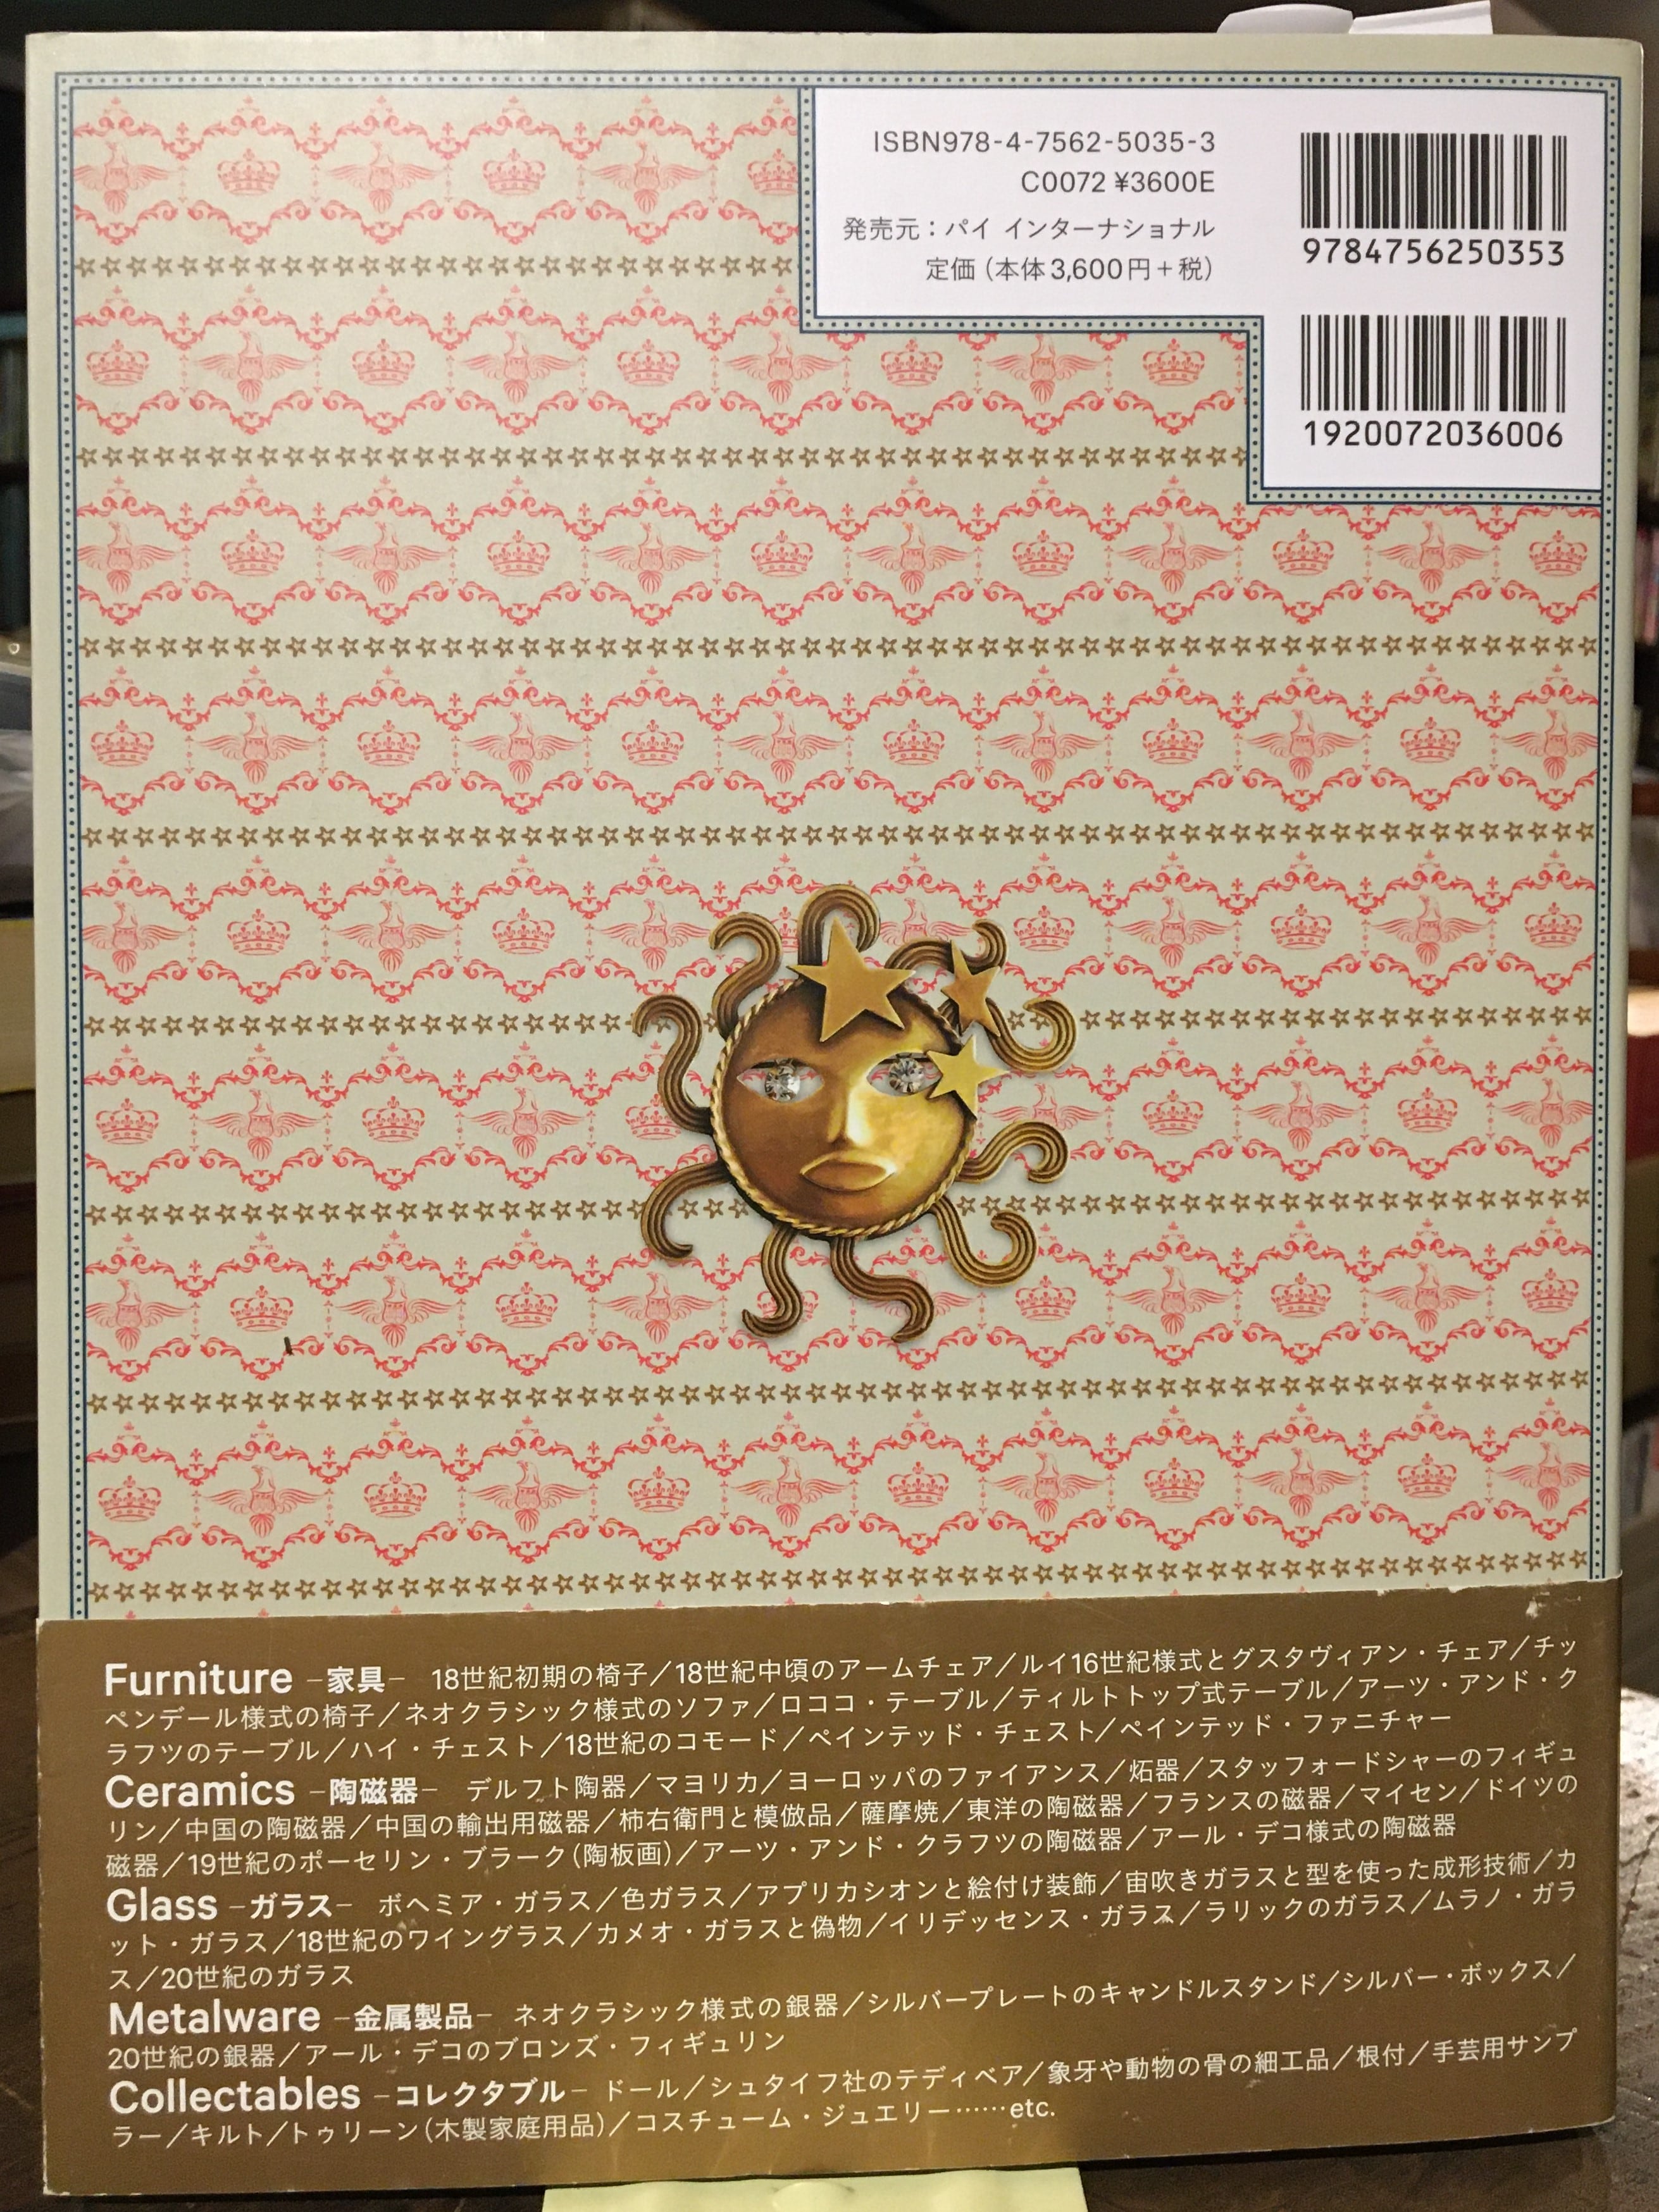 ISBN978-4-7562-5035-3
C0072 ¥3600E
発売元：パイ インターナショナル
定価（本体3,600円＋税）
9784756250353
1920072036006
Furniture －家具－ 18世紀初期の椅子／18世紀中頃のアームチェア／ルイ16世紀様式とグスタヴィアン・チェア／チッ
ペンデール様式の椅子／ネオクラシック様式のソファ／ロココ・テーブル／ティルトトップ式テーブル／アーツ・アンド・ク
ラフツのテーブル／ハイ・チェスト／18世紀のコモード／ペインテッド・チェスト／ペインテッド・ファニチャー
Ceramics －陶磁器－ デルフト陶器／マヨリカ／ヨーロッパのファイアンス／炻器／スタッフォードシャーのフィギュ
リン／中国の陶磁器／中国の輸出用磁器／柿右衛門と模倣品／薩摩焼／東洋の陶磁器／フランスの磁器／マイセン／ドイツの
磁器／19世紀のポーセリン・プラーク（陶板画）／アーツ・アンド・クラフツの陶磁器／アール・デコ様式の陶磁器
Glass －ガラス－ ボヘミア・ガラス／色ガラス／アプリカシオンと絵付け装飾／宙吹きガラスと型を使った成形技術／カ
ット・ガラス／18世紀のワイングラス／カメオ・ガラスと偽物／イリデッセンス・ガラス／ラリックのガラス／ムラノ・ガラ
ス／20世紀のガラス
Metalware －金属製品－ ネオクラシック様式の銀器／シルバープレートのキャンドルスタンド／シルバー・ボックス／
20世紀の銀器／アール・デコのブロンズ・フィギュリン
Collectables －コレクタブル－ ドール／シュタイフ社のテディベア／象牙や動物の骨の細工品／根付／手芸用サンプ
ラー／キルト／トゥリーン（木製家庭用品）／コスチューム・ジュエリー……etc.